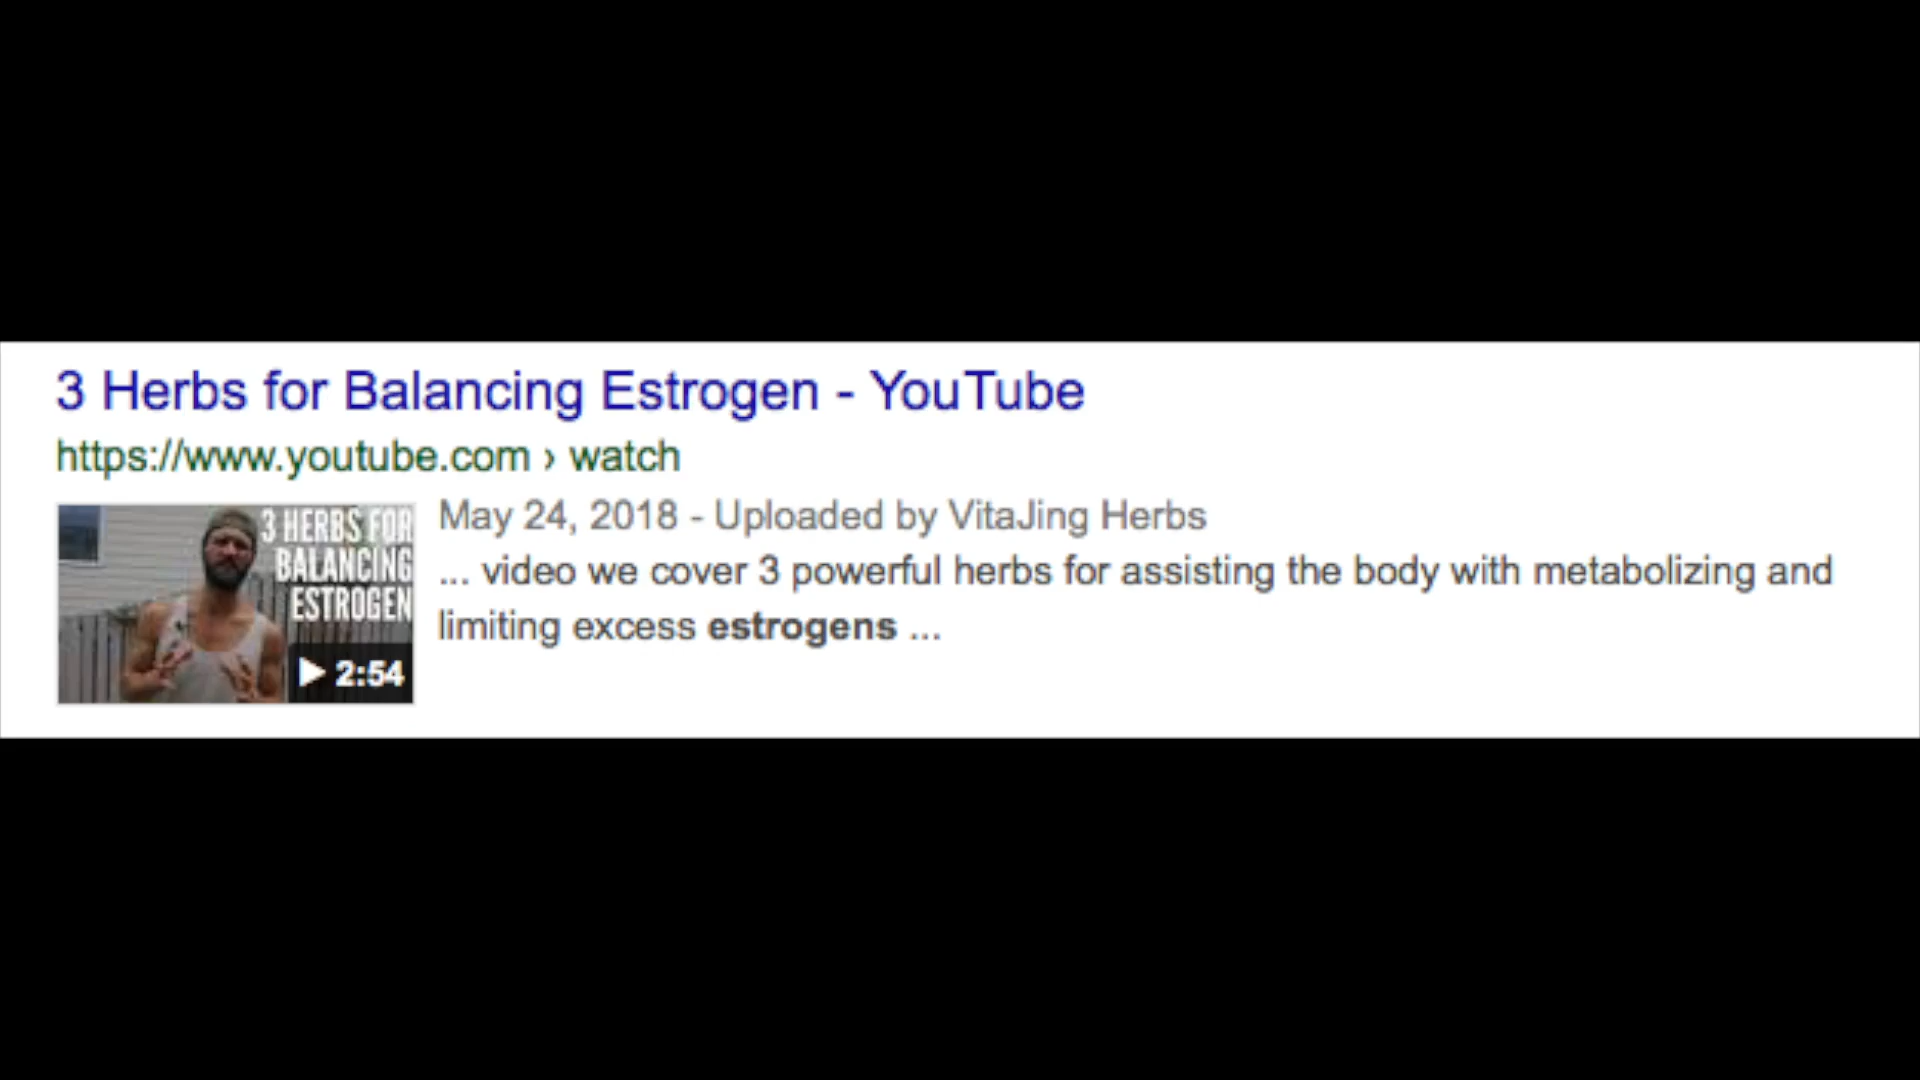 3 Herbs for Balancing Estrogen - YouTube
https://www.youtube.com › watch
3 HERBS FOR
BALANCING
ESTROGEN
2:54
May 24, 2018 - Uploaded by VitaJing Herbs
... video we cover 3 powerful herbs for assisting the body with metabolizing and
limiting excess estrogens ...